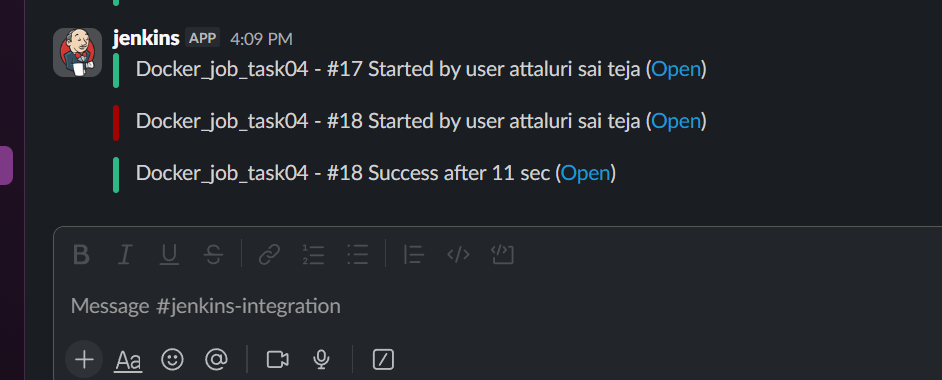 jenkins APP 4:09 PM
Docker_job_task04 - #17 Started by user attaluri sai teja (Open)
Docker_job_task04 - #18 Started by user attaluri sai teja (Open)
Docker_job_task04 - #18 Success after 11 sec (Open)
B I U S
Message #jenkins-integration
Aa